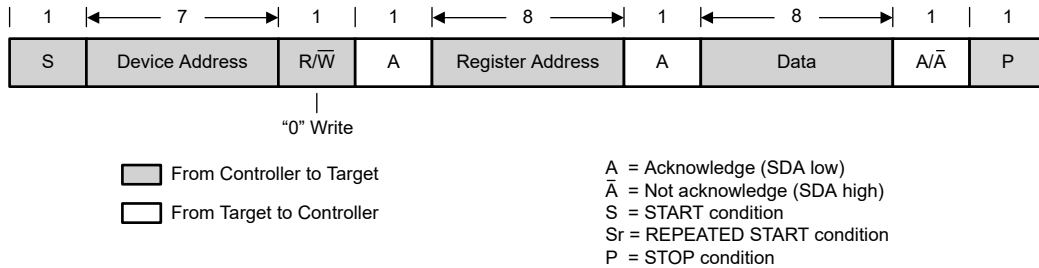 1 7 1 1 8 1 8 1 1
S Device Address R/W̅ A Register Address A Data A/A̅ P
“0” Write
From Controller to Target
From Target to Controller
A = Acknowledge (SDA low)
A̅ = Not acknowledge (SDA high)
S = START condition
Sr = REPEATED START condition
P = STOP condition